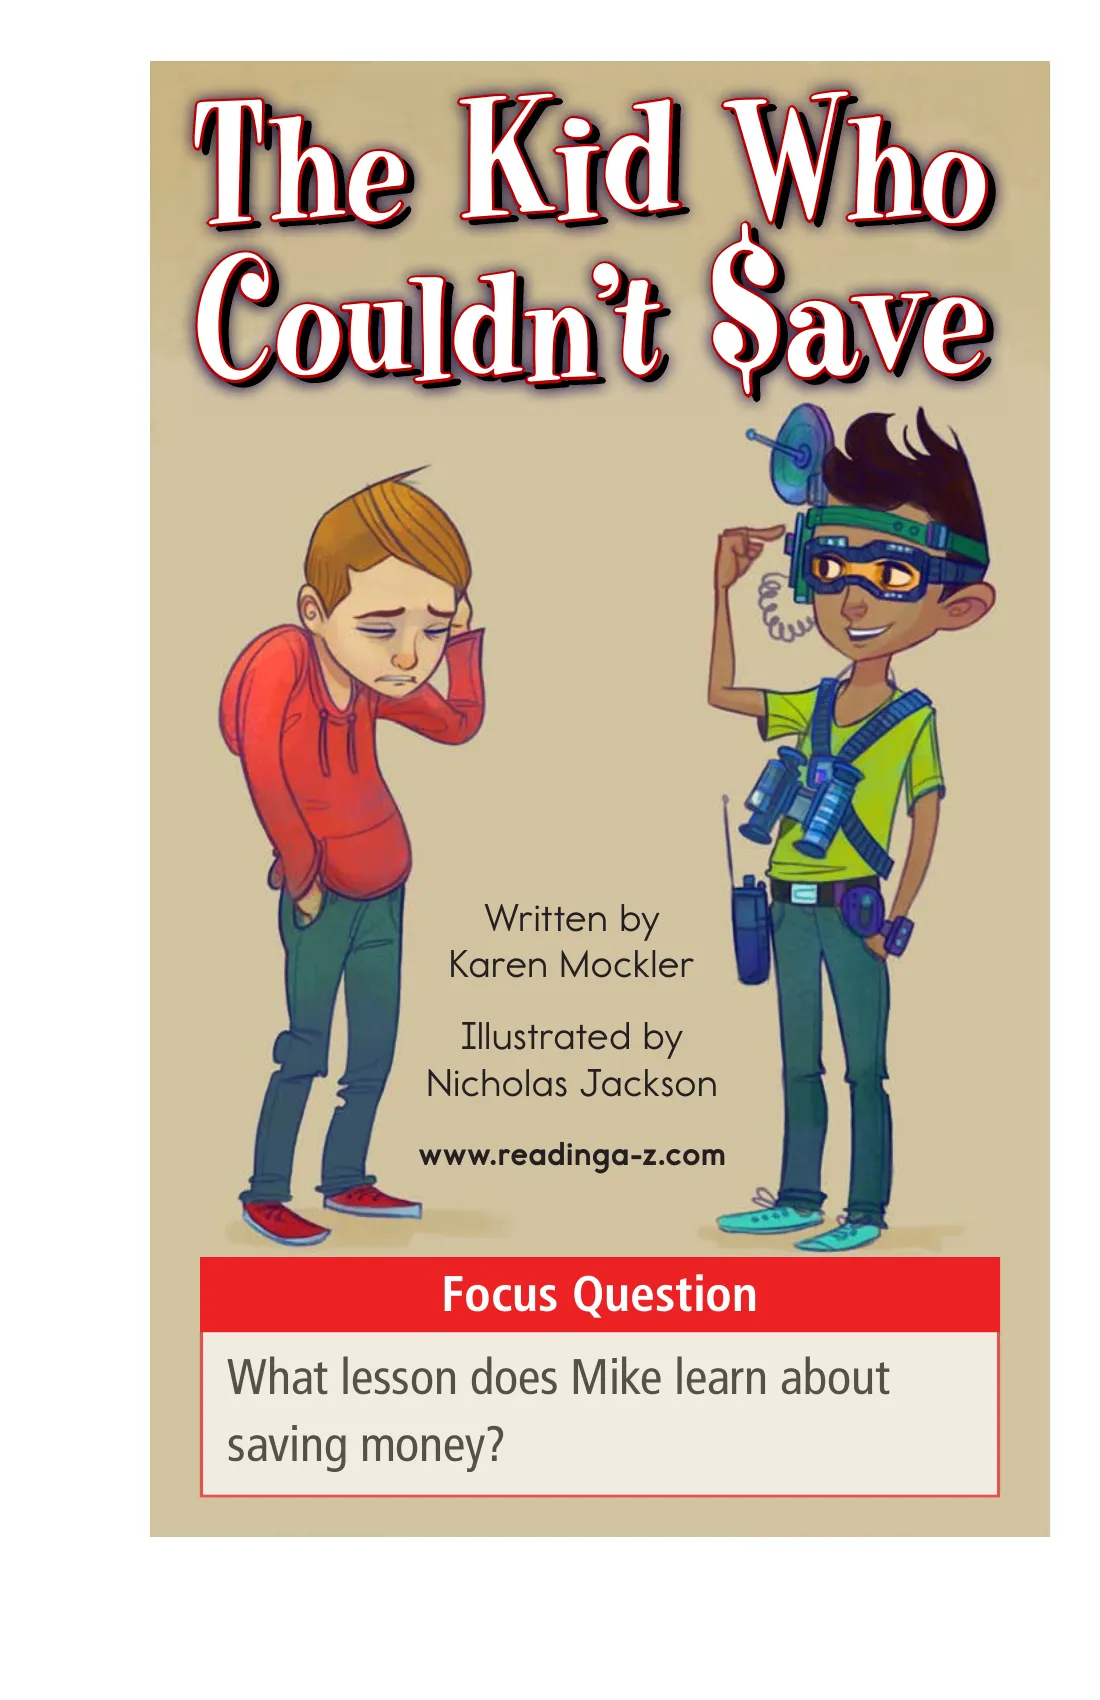 The Kid Who
Couldn't $ave
Written by
Karen Mockler
Illustrated by
Nicholas Jackson
www.readinga-z.com
Focus Question
What lesson does Mike learn about
saving money?